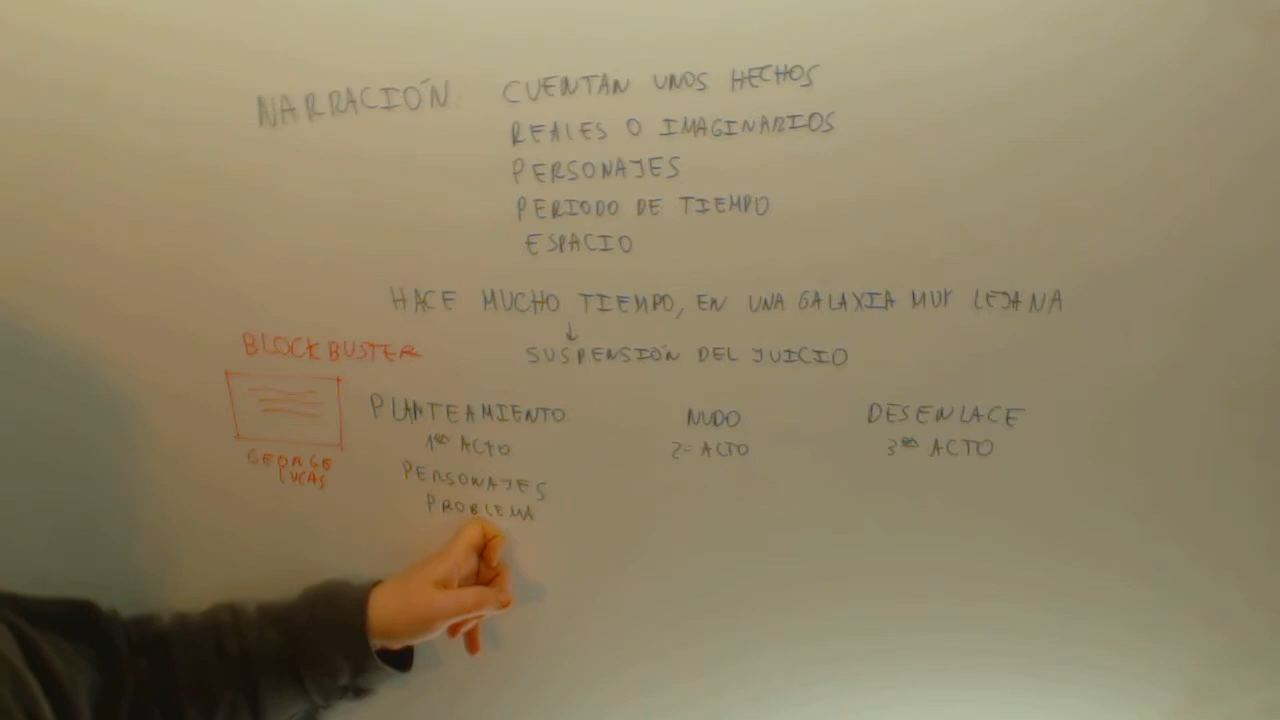 NARRACIÓN: CUENTAN UNOS HECHOS
REALES O IMAGINARIOS
PERSONAJES
PERIODO DE TIEMPO
ESPACIO
HACE MUCHO TIEMPO, EN UNA GALAXIA MUY LEJANA
↓
SUSPENSIÓN DEL JUICIO
BLOCKBUSTER
GEORGE
LUCAS
PLANTEAMIENTO
1ER ACTO
PERSONAJES
PROBLEMA
NUDO
2º ACTO
DESENLACE
3ER ACTO